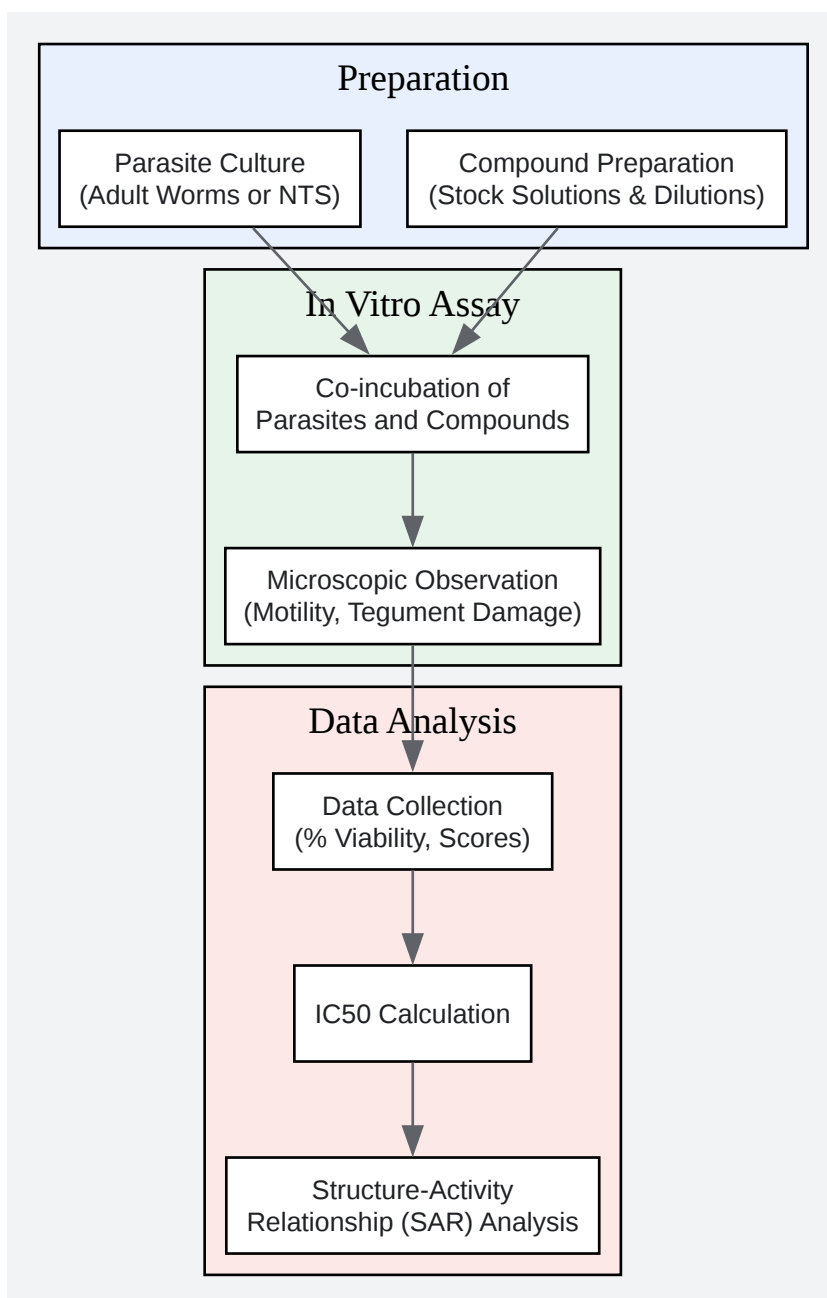 Preparation
Parasite Culture
(Adult Worms or NTS)
Compound Preparation
(Stock Solutions & Dilutions)
In Vitro Assay
Co-incubation of
Parasites and Compounds
Microscopic Observation
(Motility, Tegument Damage)
Data Analysis
Data Collection
(% Viability, Scores)
IC50 Calculation
Structure-Activity
Relationship (SAR) Analysis